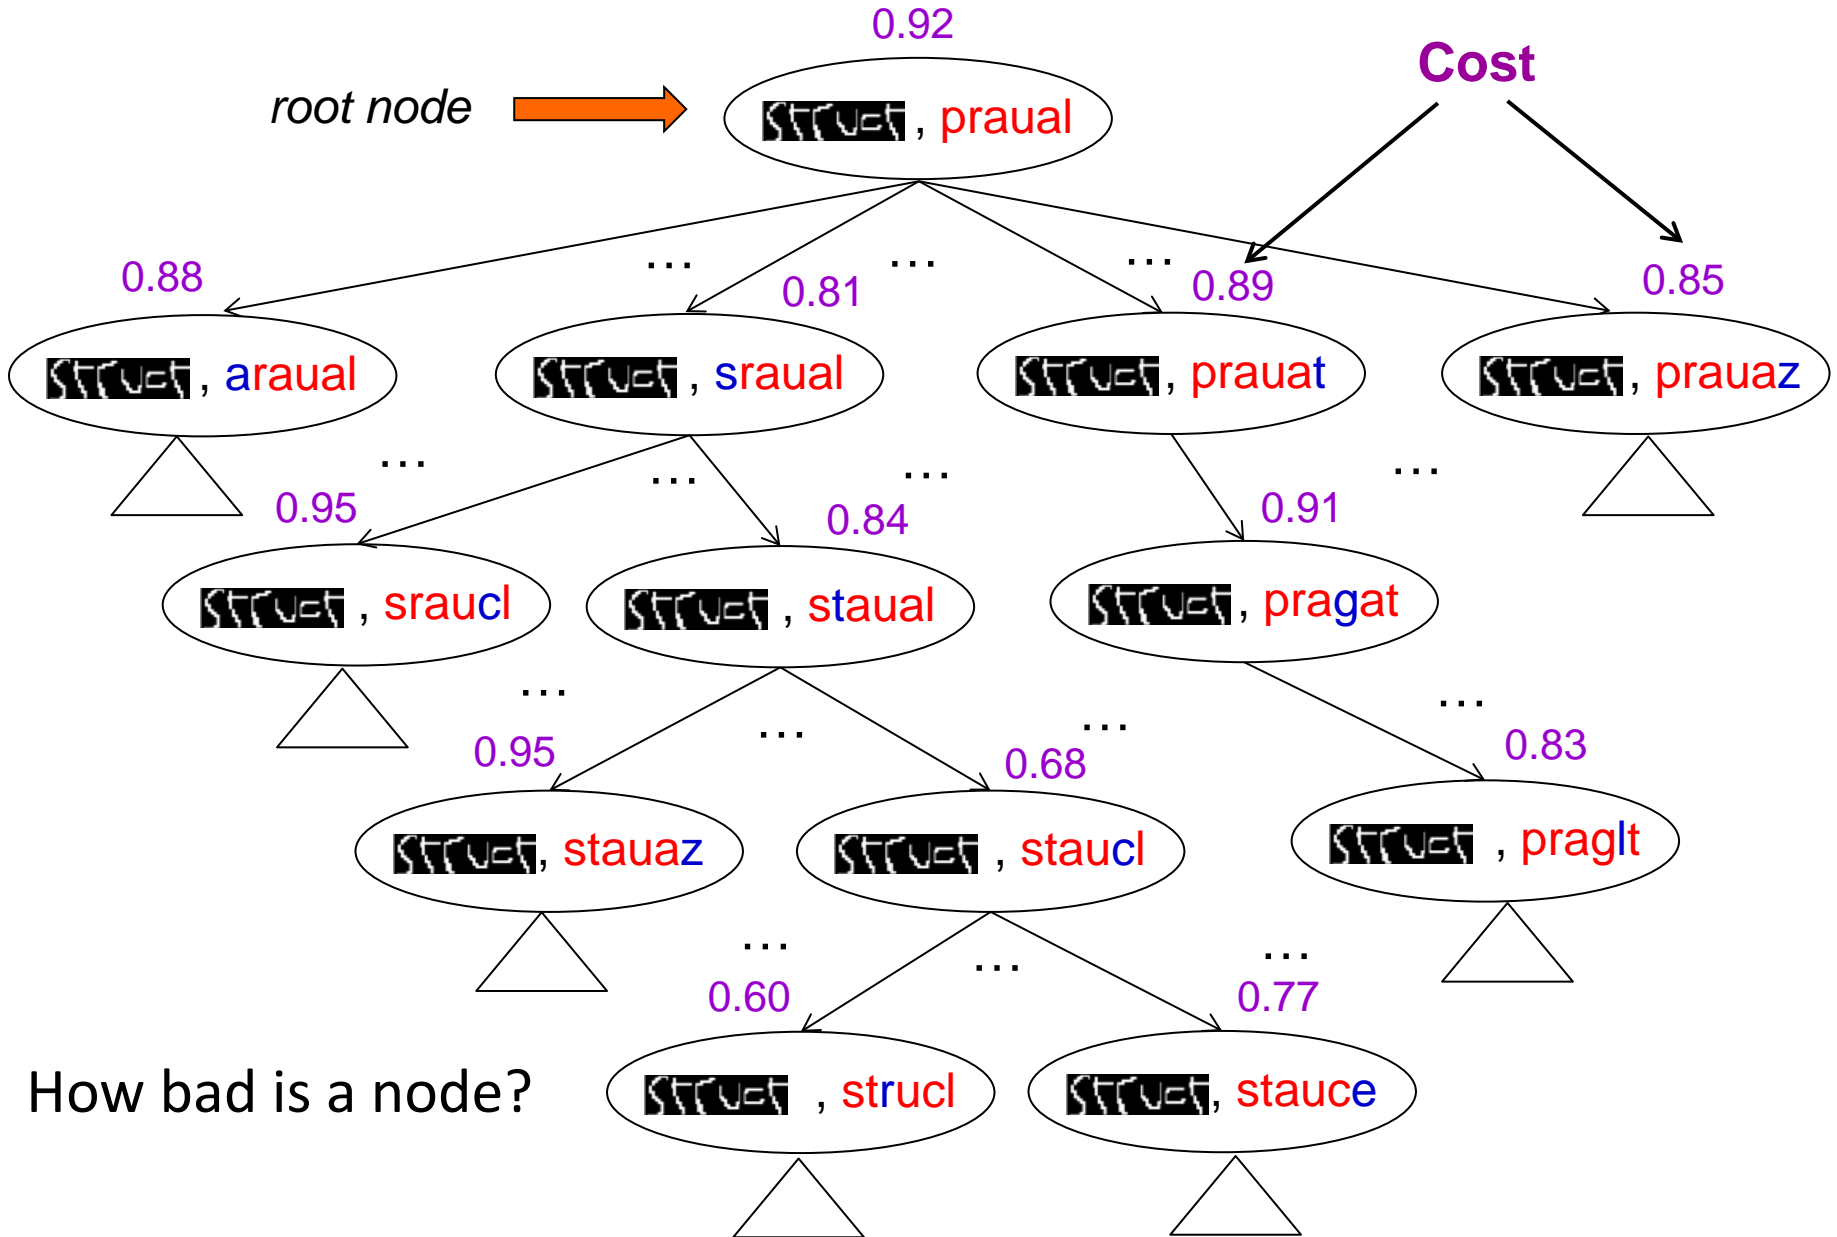 0.92
Cost
root node
Struct, praual
0.88
...
...
...
0.81
0.89
0.85
Struct, araual
Struct, sraual
Struct, prauat
Struct, prauaz
...
...
...
...
0.95
0.84
0.91
Struct, sraucl
Struct, staual
Struct, pragat
...
...
...
...
0.95
0.68
0.83
Struct, stauaz
Struct, staucl
Struct, praglt
...
...
...
0.60
0.77
How bad is a node?
Struct, strucl
Struct, stauce